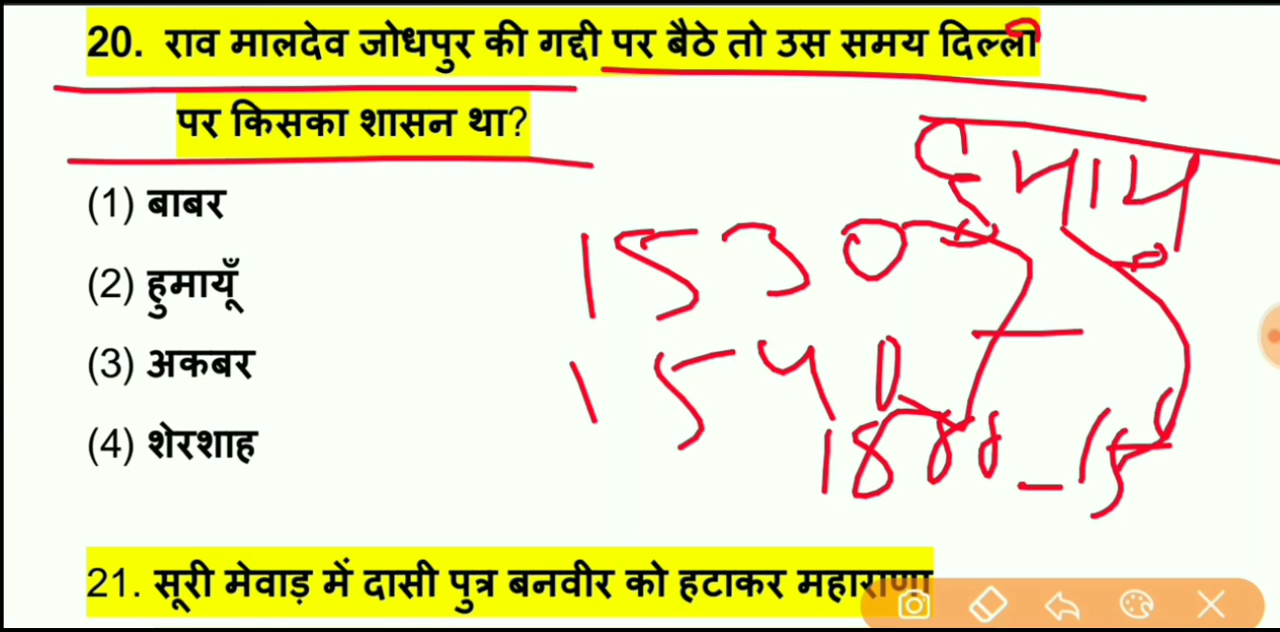 20. राव मालदेव जोधपुर की गद्दी पर बैठे तो उस समय दिल्ली
पर किसका शासन था?
हुमायु
(1) बाबर
1530
(2) हुमायूँ
(3) अकबर
1540
(4) शेरशाह
21. सूरी मेवाड़ में दासी पुत्र बनवीर को हटाकर महाराणा